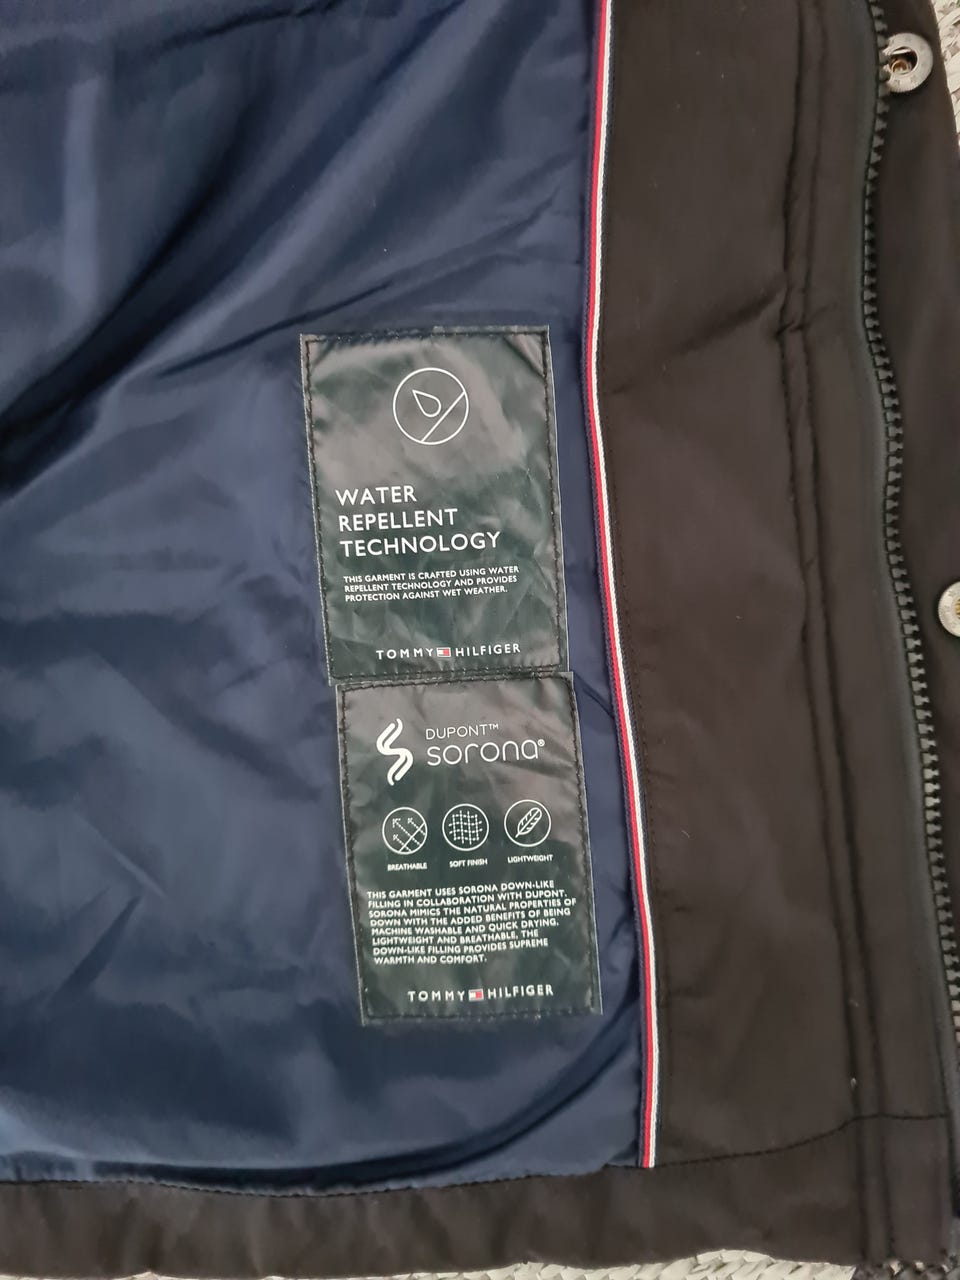 WATER
REPELLENT
TECHNOLOGY
THIS GARMENT IS CRAFTED USING WATER
REPELLENT TECHNOLOGY AND PROVIDES
PROTECTION AGAINST WET WEATHER.
TOMMY HILFIGER
DUPONT™
sorona®
BREATHABLE SOFT FINISH LIGHTWEIGHT
THIS GARMENT USES SORONA DOWN-LIKE
FILLING IN COLLABORATION WITH DUPONT.
SORONA MIMICS THE NATURAL PROPERTIES OF
DOWN WITH THE ADDED BENEFITS OF BEING
MACHINE WASHABLE AND QUICK DRYING.
LIGHTWEIGHT AND BREATHABLE, THE
DOWN-LIKE FILLING PROVIDES SUPREME
WARMTH AND COMFORT.
TOMMY HILFIGER